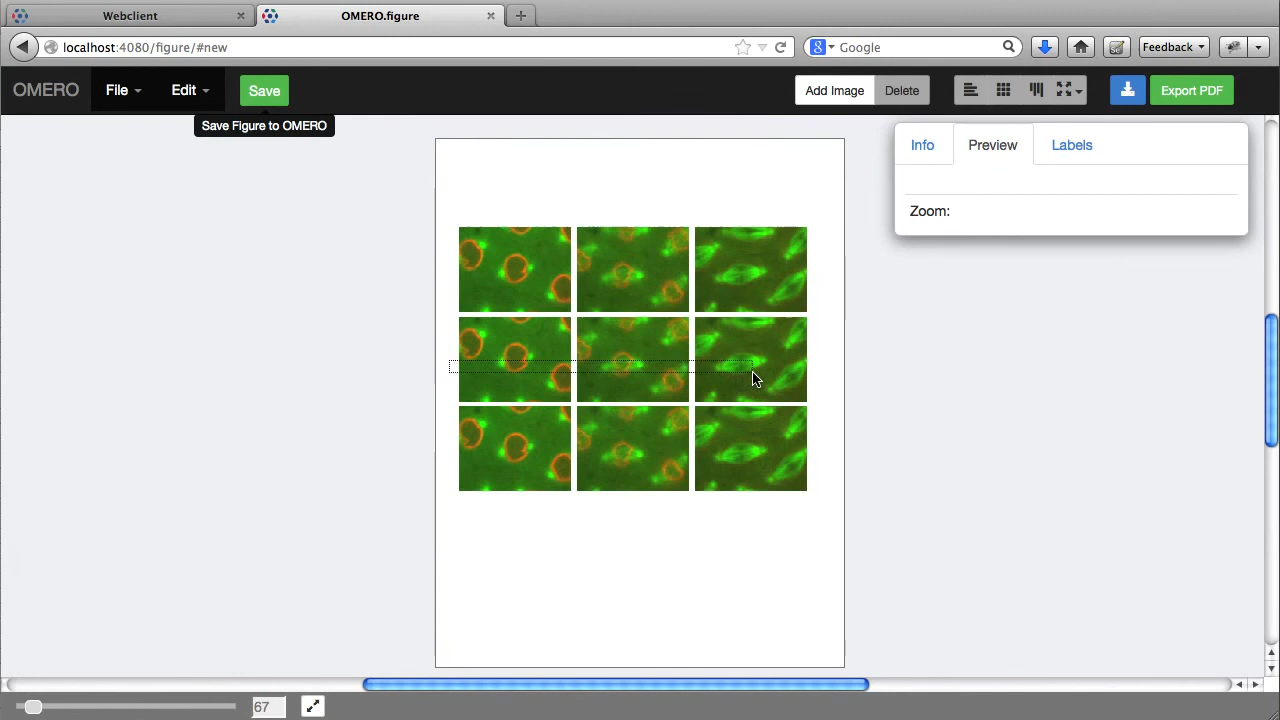 Webclient
OMERO.figure
localhost:4080/figure/#new
Google
Feedback
OMERO File Edit Save
Add Image Delete
Export PDF
Save Figure to OMERO
Info Preview Labels
Zoom:
67